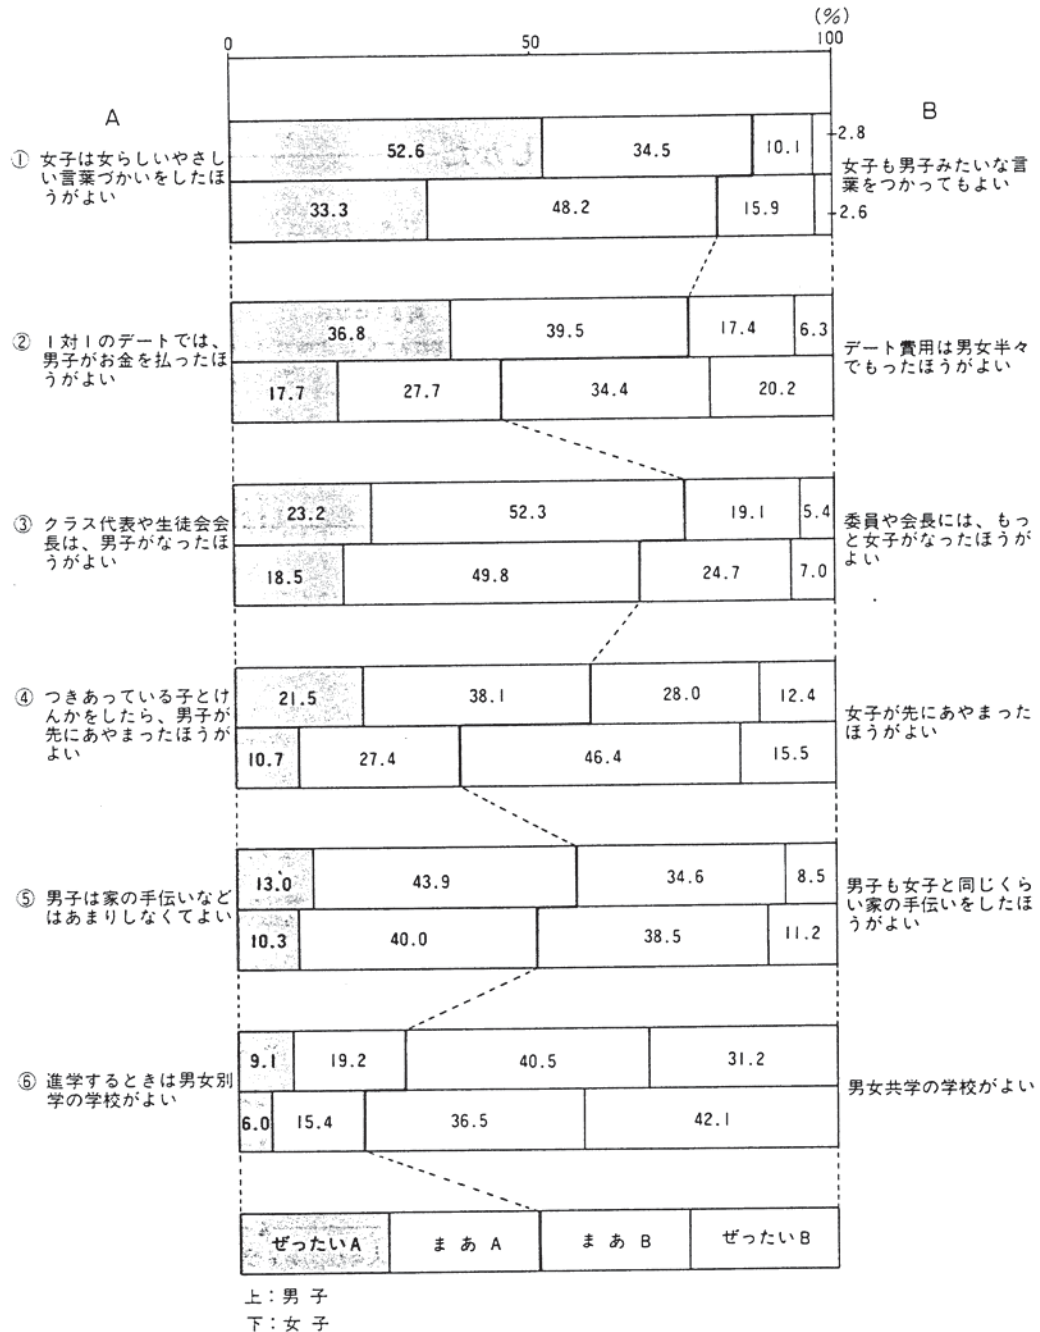 (%)
0 50 100
A
B
① 女子は女らしいやさし
い言葉づかいをしたほ
うがよい
52.6 34.5 10.1 2.8
33.3 48.2 15.9 2.6
女子も男子みたいな言
葉をつかってもよい
② 1対1のデートでは、
男子がお金を払ったほ
うがよい
36.8 39.5 17.4 6.3
17.7 27.7 34.4 20.2
デート費用は男女半々
でもったほうがよい
③ クラス代表や生徒会会
長は、男子がなったほ
うがよい
23.2 52.3 19.1 5.4
18.5 49.8 24.7 7.0
委員や会長には、もっ
と女子がなったほうが
よい
④ つきあっている子とけ
んかをしたら、男子が
先にあやまったほうが
よい
21.5 38.1 28.0 12.4
10.7 27.4 46.4 15.5
女子が先にあやまった
ほうがよい
⑤ 男子は家の手伝いなど
はあまりしなくてよい
13.0 43.9 34.6 8.5
10.3 40.0 38.5 11.2
男子も女子と同じくら
い家の手伝いをしたほ
うがよい
⑥ 進学するときは男女別
学の学校がよい
9.1 19.2 40.5 31.2
6.0 15.4 36.5 42.1
男女共学の学校がよい
ぜったいA まあA まあB ぜったいB
上：男子
下：女子